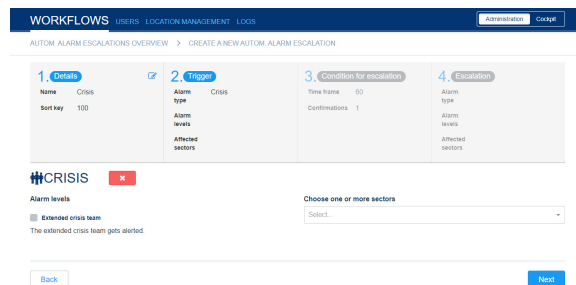 WORKFLOWS USERS LOCATION MANAGEMENT LOGS Administration Cockpit
AUTOM. ALARM ESCALATIONS OVERVIEW > CREATE A NEW AUTOM. ALARM ESCALATION
1. Details
Name Crisis
Sort key 100
2. Trigger
Alarm type Crisis
Alarm levels
Affected sectors
3. Condition for escalation
Time frame 60
Confirmations 1
4. Escalation
Alarm type
Alarm levels
Affected sectors
CRISIS
Alarm levels
Extended crisis team
The extended crisis team gets alerted.
Choose one or more sectors
Select...
Back Next